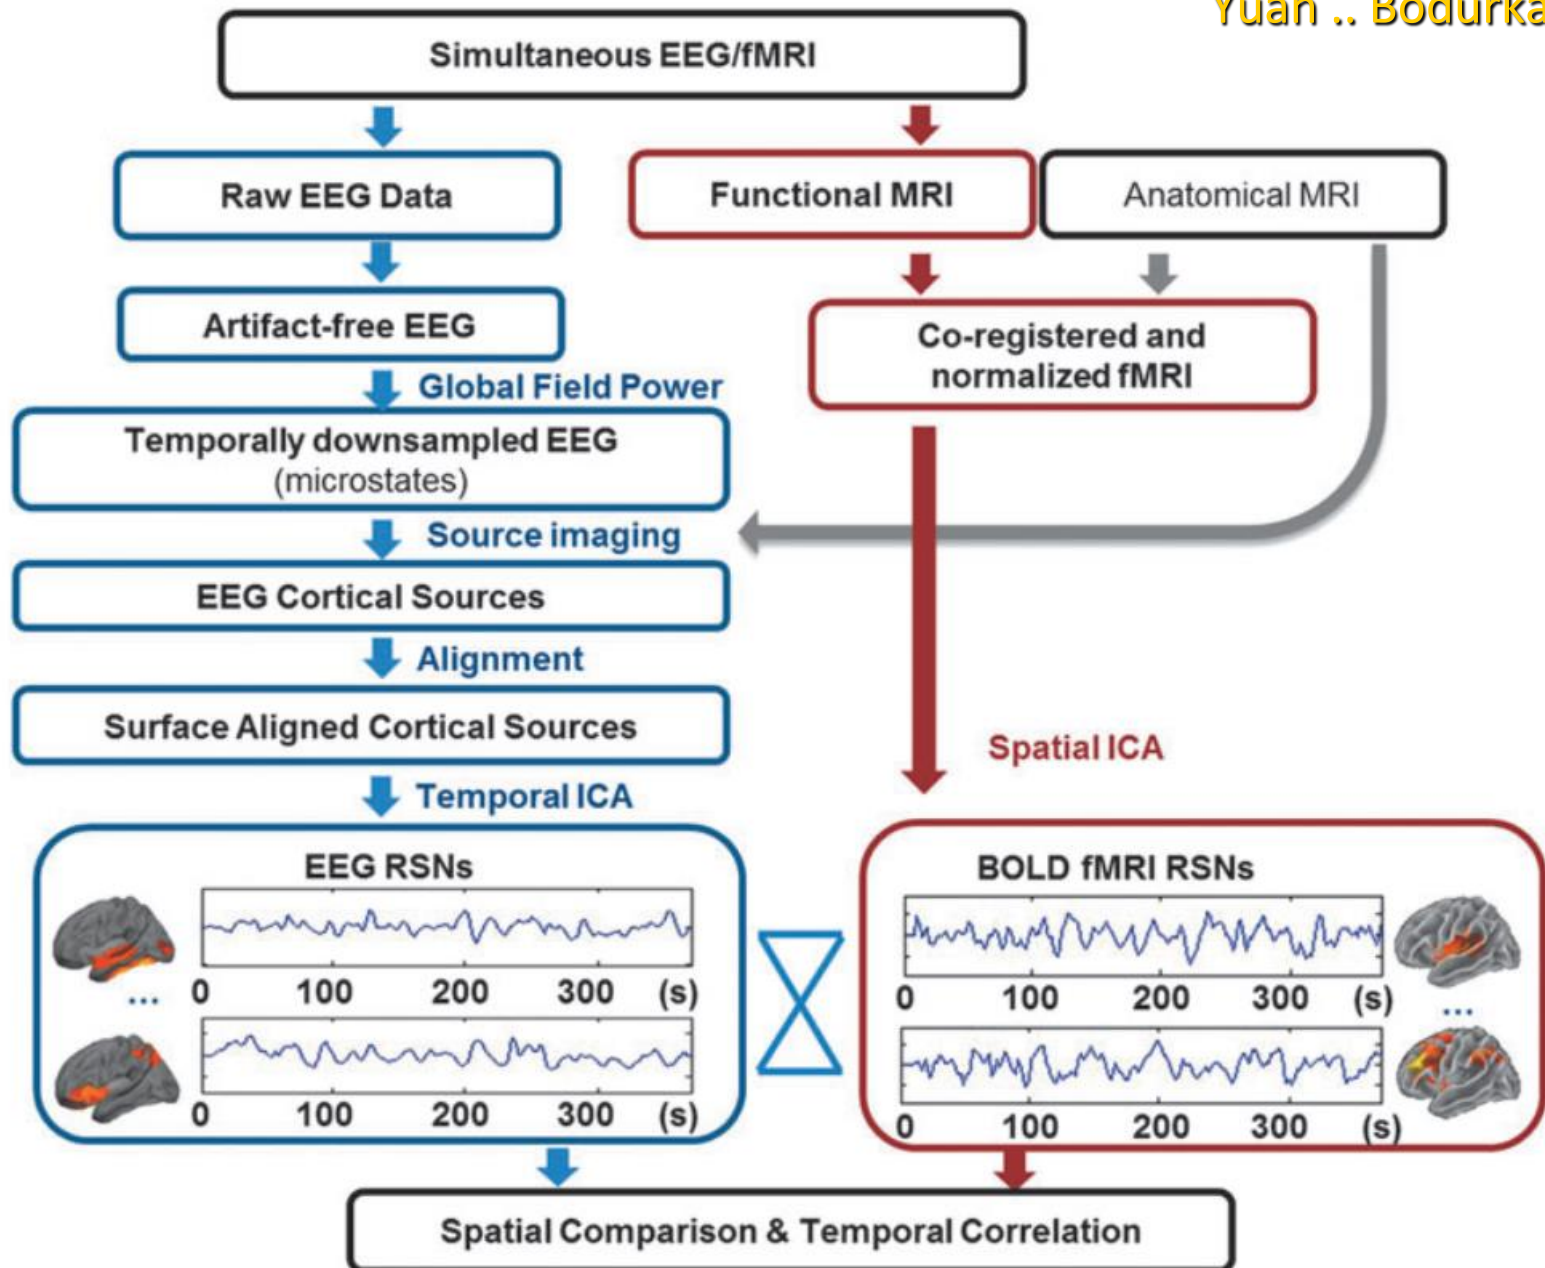 Yuan .. Bodurka
Simultaneous EEG/fMRI
Raw EEG Data
Functional MRI
Anatomical MRI
Artifact-free EEG
Co-registered and
normalized fMRI
Global Field Power
Temporally downsampled EEG
(microstates)
Source imaging
EEG Cortical Sources
Alignment
Surface Aligned Cortical Sources
Spatial ICA
Temporal ICA
EEG RSNs
0 100 200 300 (s)
...
0 100 200 300 (s)
BOLD fMRI RSNs
0 100 200 300 (s)
...
0 100 200 300 (s)
Spatial Comparison & Temporal Correlation